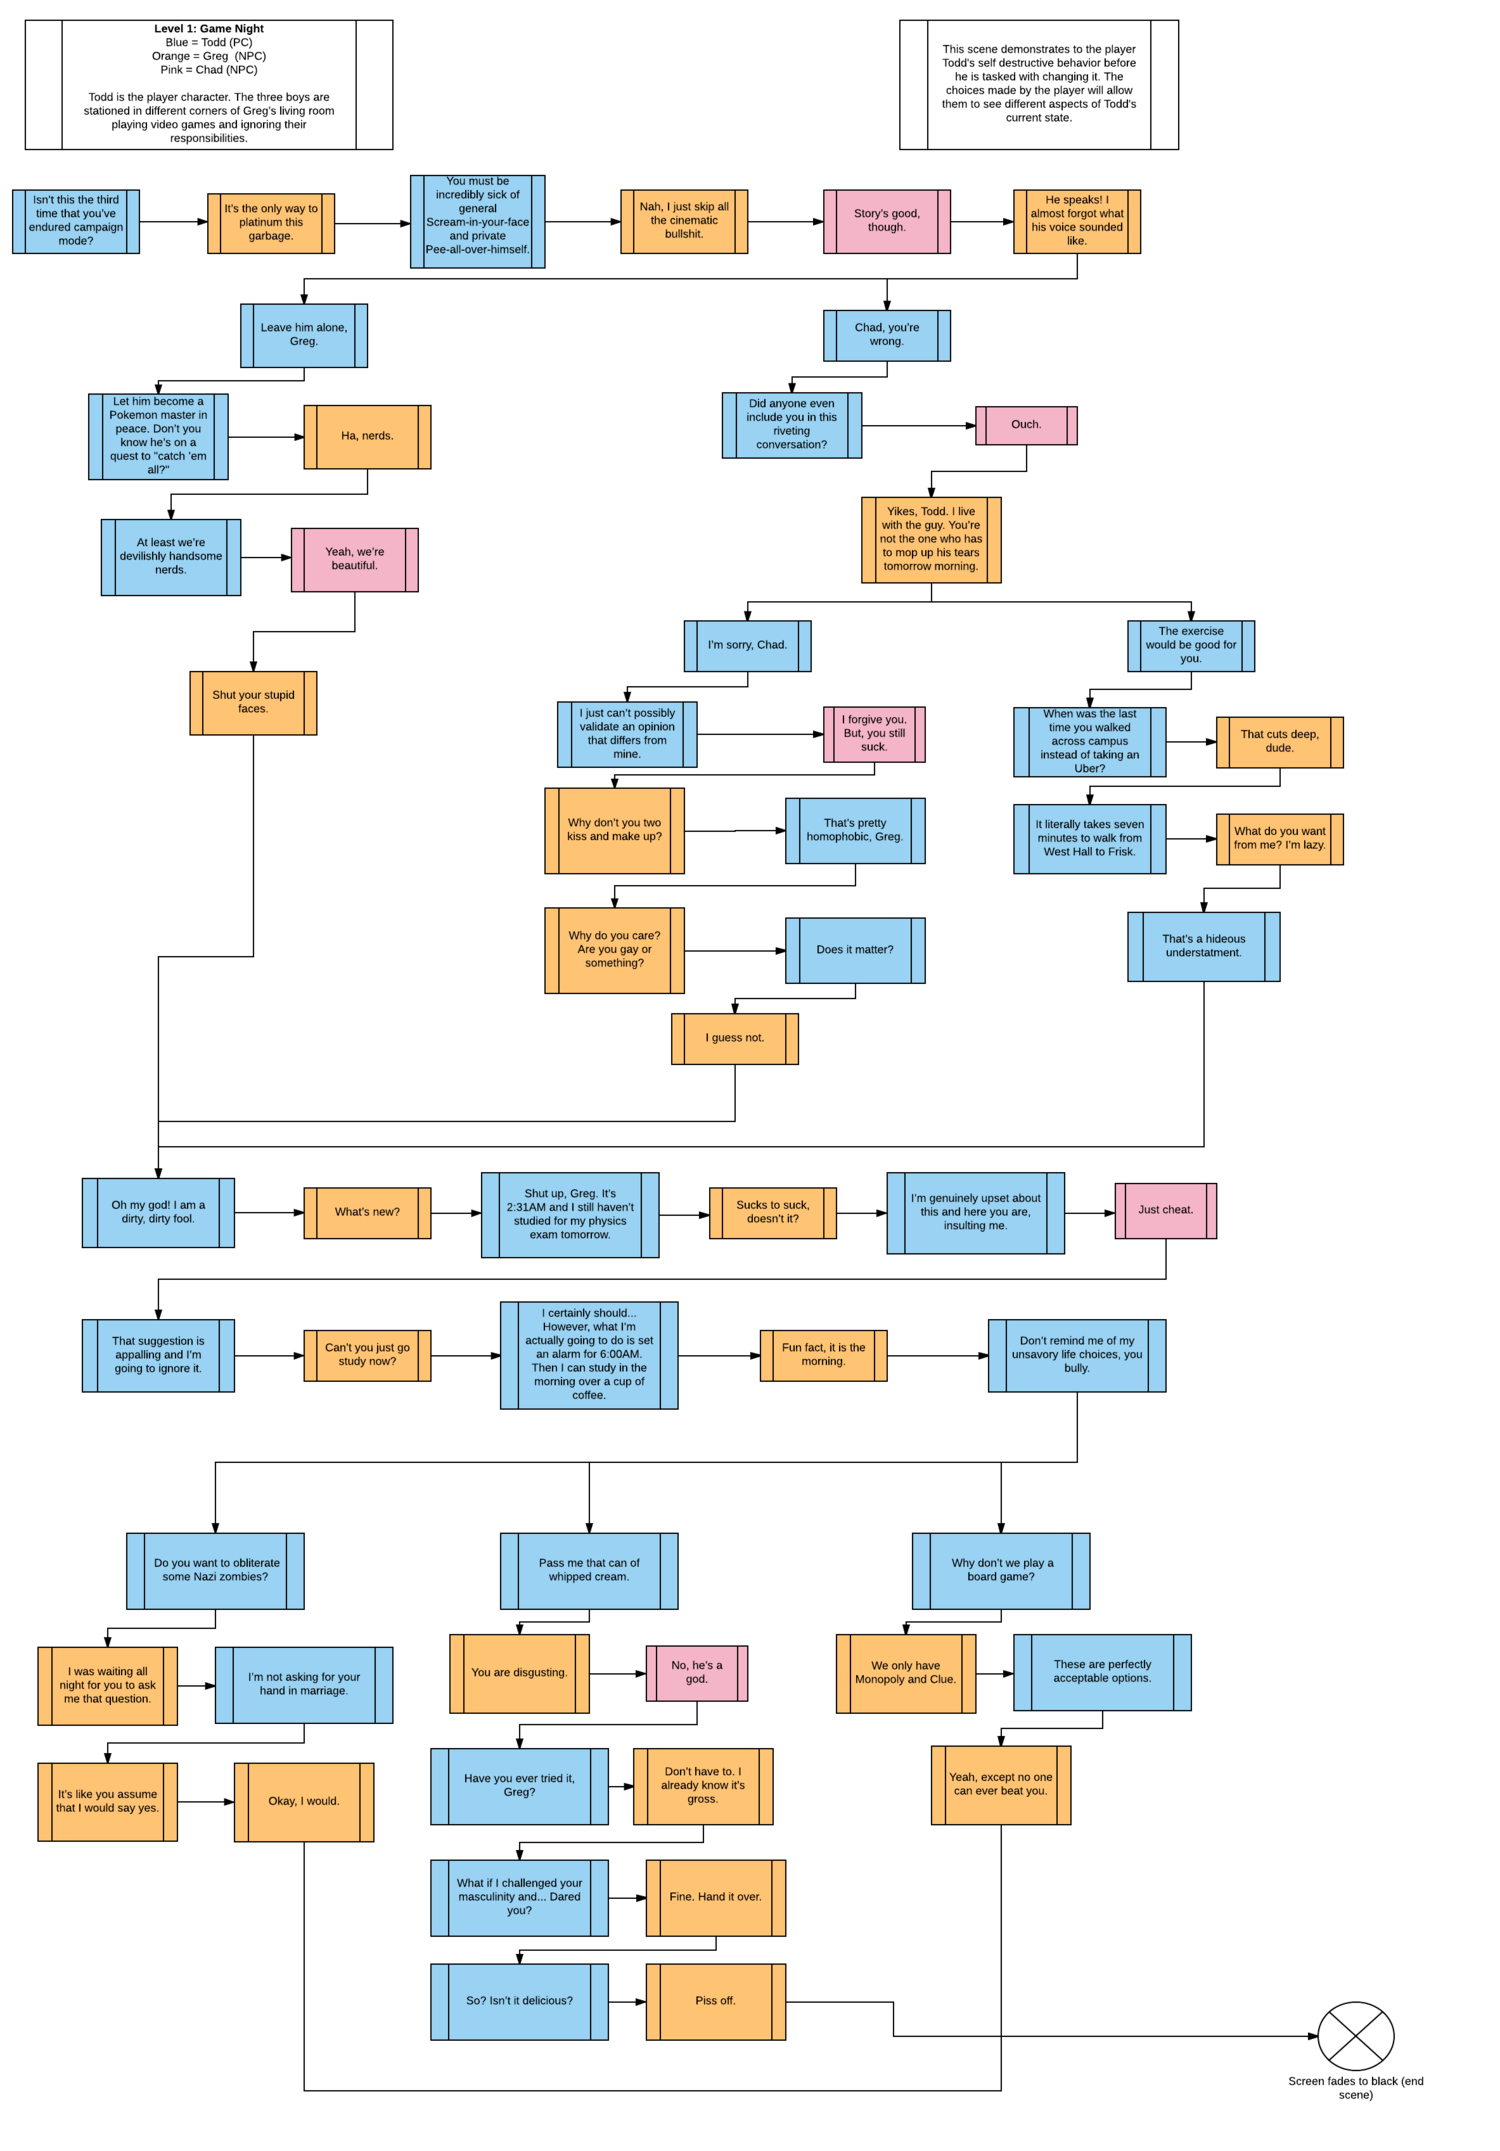 Level 1: Game Night
Blue = Todd (PC)
Orange = Greg  (NPC)
Pink = Chad (NPC)
Todd is the player character. The three boys are
stationed in different corners of Greg's living room
playing video games and ignoring their
responsibilities.
This scene demonstrates to the player
Todd's self destructive behavior before
he is tasked with changing it. The
choices made by the player will allow
them to see different aspects of Todd's
current state.
Isn't this the third
time that you've
endured campaign
mode?
It's the only way to
platinum this
garbage.
You must be
incredibly sick of
general
Scream-in-your-face
and private
Pee-all-over-himself.
Nah, I just skip all
the cinematic
bullshit.
Story's good,
though.
He speaks! I
almost forgot what
his voice sounded
like.
Leave him alone,
Greg.
Chad, you're
wrong.
Let him become a
Pokemon master in
peace. Don't you
know he's on a
quest to "catch 'em
all?"
Ha, nerds.
Did anyone even
include you in this
riveting
conversation?
Ouch.
At least we're
devilishly handsome
nerds.
Yeah, we're
beautiful.
Yikes, Todd. I live
with the guy. You're
not the one who has
to mop up his tears
tomorrow morning.
Shut your stupid
faces.
I'm sorry, Chad.
The exercise
would be good for
you.
I just can't possibly
validate an opinion
that differs from
mine.
I forgive you.
But, you still
suck.
When was the last
time you walked
across campus
instead of taking an
Uber?
That cuts deep,
dude.
Why don't you two
kiss and make up?
That's pretty
homophobic, Greg.
It literally takes seven
minutes to walk from
West Hall to Frisk.
What do you want
from me? I'm lazy.
Why do you care?
Are you gay or
something?
Does it matter?
That's a hideous
understatment.
I guess not.
Oh my god! I am a
dirty, dirty fool.
What's new?
Shut up, Greg. It's
2:31AM and I still haven't
studied for my physics
exam tomorrow.
Sucks to suck,
doesn't it?
I'm genuinely upset about
this and here you are,
insulting me.
Just cheat.
That suggestion is
appalling and I'm
going to ignore it.
Can't you just go
study now?
I certainly should...
However, what I'm
actually going to do is set
an alarm for 6:00AM.
Then I can study in the
morning over a cup of
coffee.
Fun fact, it is the
morning.
Don't remind me of my
unsavory life choices, you
bully.
Do you want to obliterate
some Nazi zombies?
Pass me that can of
whipped cream.
Why don't we play a
board game?
I was waiting all
night for you to ask
me that question.
I'm not asking for your
hand in marriage.
You are disgusting.
No, he's a
god.
We only have
Monopoly and Clue.
These are perfectly
acceptable options.
It's like you assume
that I would say yes.
Okay, I would.
Have you ever tried it,
Greg?
Don't have to. I
already know it's
gross.
Yeah, except no one
can ever beat you.
What if I challenged your
masculinity and... Dared
you?
Fine. Hand it over.
So? Isn't it delicious?
Piss off.
Screen fades to black (end
scene)